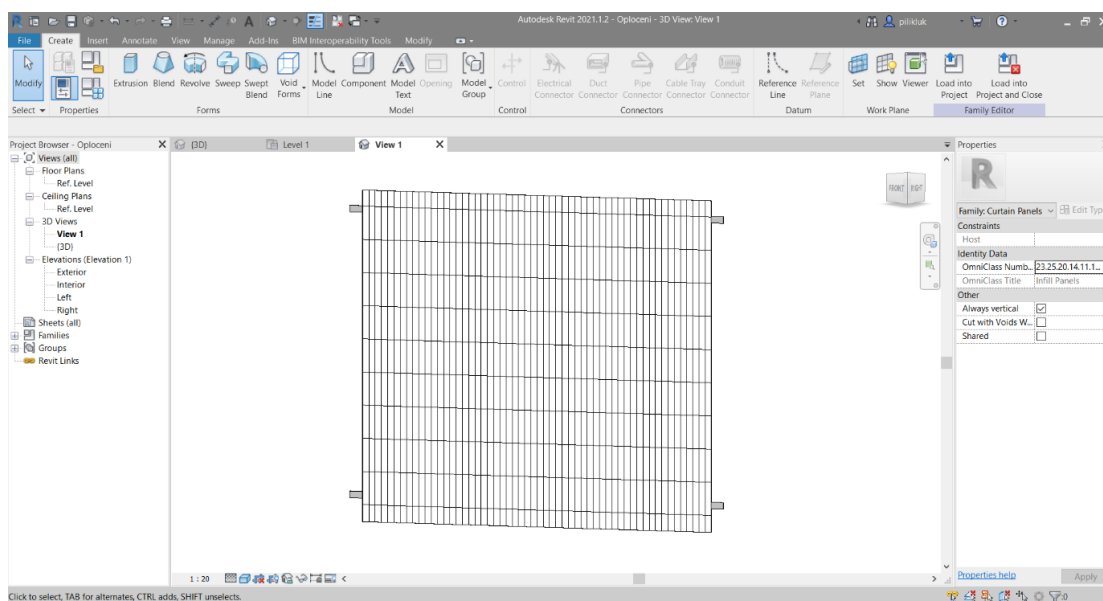 Autodesk Revit 2021.1.2 - Oploceni - 3D View: View 1
pilikluk
File Create Insert Annotate View Manage Add-Ins BIM Interoperability Tools Modify
Modify
Extrusion Blend Revolve Sweep Swept Blend Void Forms
Model Line Component Model Text Opening Model Group
Control
Electrical Connector Duct Connector Pipe Connector Cable Tray Connector Conduit Connector
Reference Line Reference Plane
Set Show Viewer
Load into Project Load into Project and Close
Select Properties Forms Model Control Connectors Datum Work Plane Family Editor
Project Browser - Oploceni
(3D) Level 1 View 1
Views (all)
Floor Plans
Ref. Level
Ceiling Plans
Ref. Level
3D Views
View 1
(3D)
Elevations (Elevation 1)
Exterior
Interior
Left
Right
Sheets (all)
Families
Groups
Revit Links
FRONT
Properties
R
Family: Curtain Panels Edit Typ
Constraints
Host
Identity Data
OmniClass Numb... 23.25.20.14.11.1...
OmniClass Title Infill Panels
Other
Always vertical
Cut with Voids W...
Shared
Properties help Apply
1 : 20
Click to select, TAB for alternates, CTRL adds, SHIFT unselects.
:0